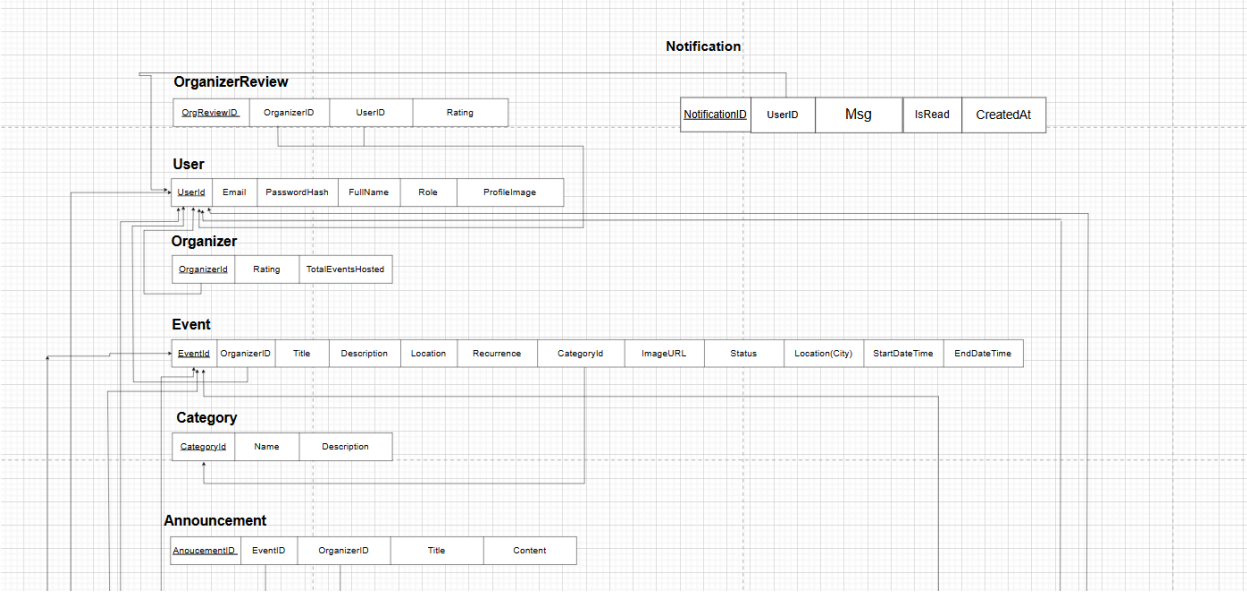 Notification
OrganizerReview
OrgReviewID OrganizerID UserID Rating
NotificationID UserID Msg IsRead CreatedAt
User
UserId Email PasswordHash FullName Role ProfileImage
Organizer
OrganizerId Rating TotalEventsHosted
Event
EventId OrganizerID Title Description Location Recurrence CategoryId ImageURL Status Location(City) StartDateTime EndDateTime
Category
CategoryId Name Description
Announcement
AnoucementID EventID OrganizerID Title Content